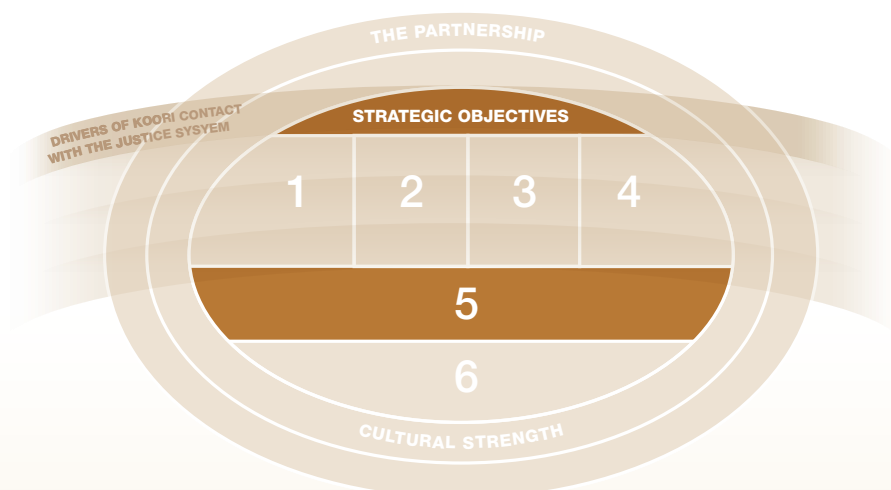 THE PARTNERSHIP
DRIVERS OF KOORI CONTACT
WITH THE JUSTICE SYSYEM
STRATEGIC OBJECTIVES
1 2 3 4
5
6
CULTURAL STRENGTH